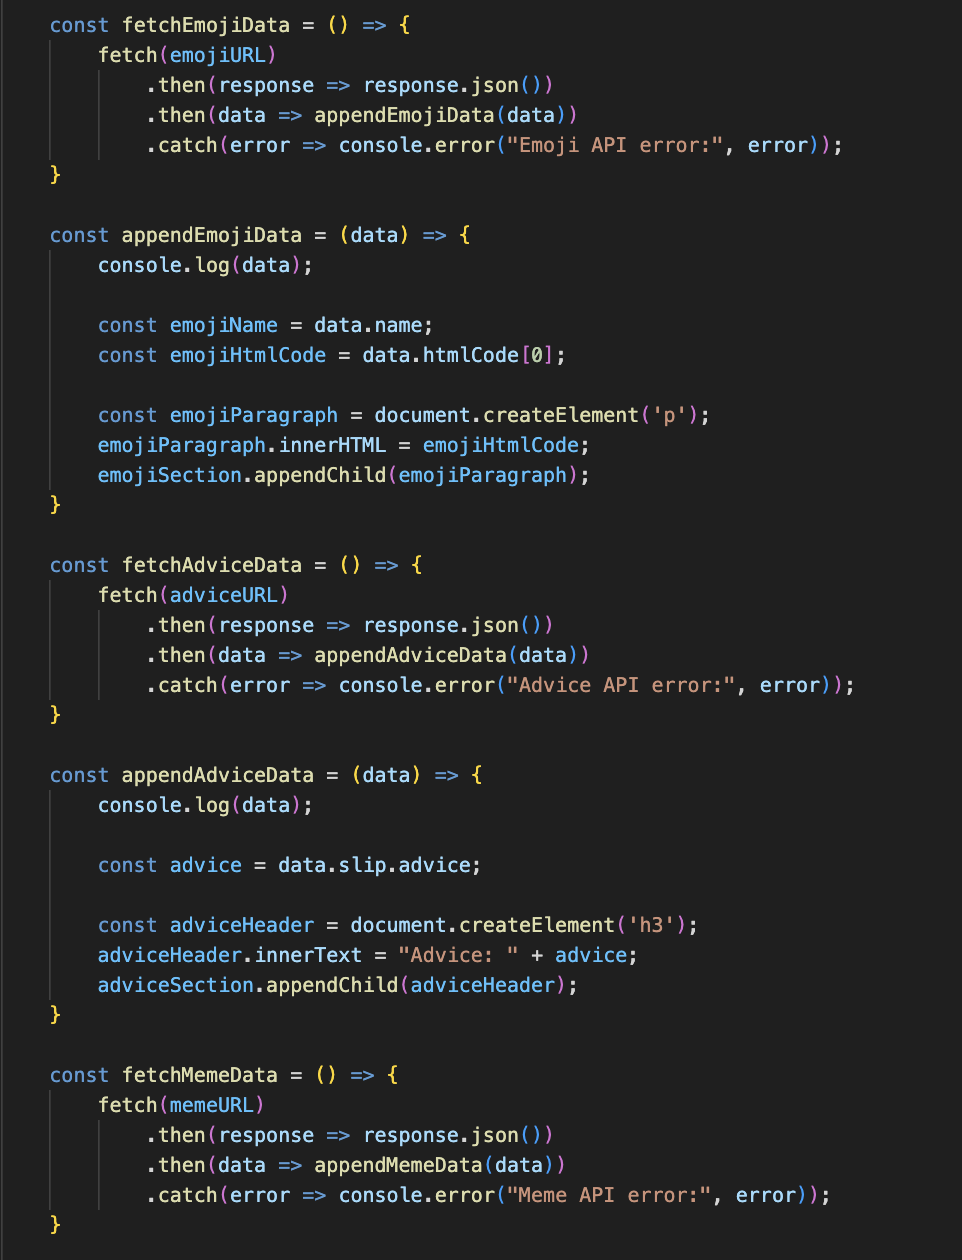 const fetchEmojiData = () => {
    fetch(emojiURL)
        .then(response => response.json())
        .then(data => appendEmojiData(data))
        .catch(error => console.error("Emoji API error:", error));
}

const appendEmojiData = (data) => {
    console.log(data);

    const emojiName = data.name;
    const emojiHtmlCode = data.htmlCode[0];

    const emojiParagraph = document.createElement('p');
    emojiParagraph.innerHTML = emojiHtmlCode;
    emojiSection.appendChild(emojiParagraph);
}

const fetchAdviceData = () => {
    fetch(adviceURL)
        .then(response => response.json())
        .then(data => appendAdviceData(data))
        .catch(error => console.error("Advice API error:", error));
}

const appendAdviceData = (data) => {
    console.log(data);

    const advice = data.slip.advice;

    const adviceHeader = document.createElement('h3');
    adviceHeader.innerText = "Advice: " + advice;
    adviceSection.appendChild(adviceHeader);
}

const fetchMemeData = () => {
    fetch(memeURL)
        .then(response => response.json())
        .then(data => appendMemeData(data))
        .catch(error => console.error("Meme API error:", error));
}